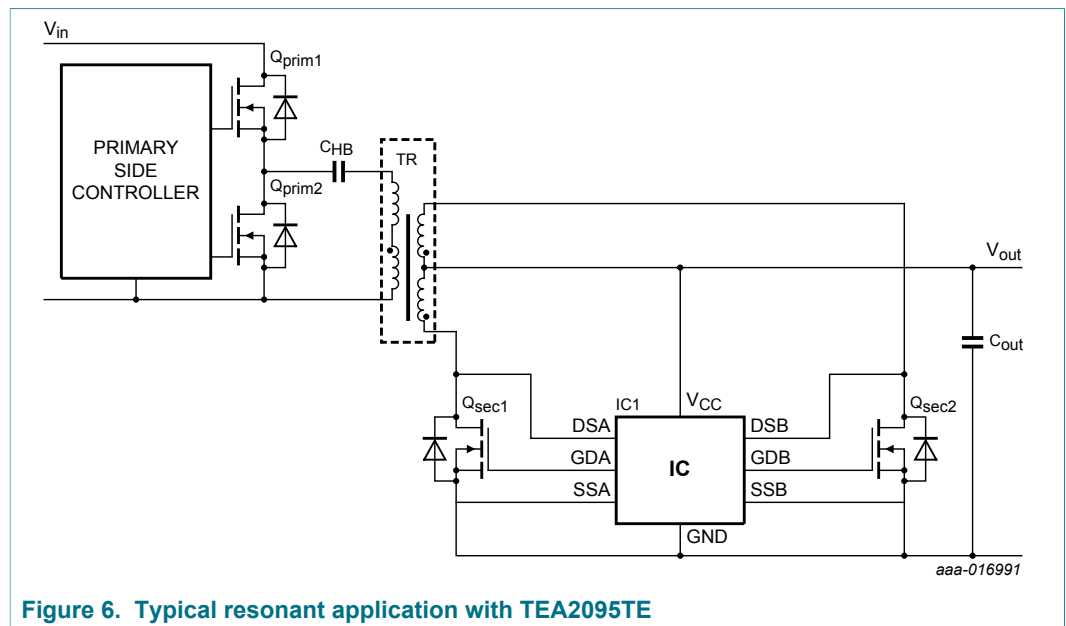 Vin
Qprim1
PRIMARY
SIDE
CONTROLLER
CHB
TR
Qprim2
Vout
Cout
Qsec1
IC1
VCC
Qsec2
DSA
DSB
GDA
IC
GDB
SSA
SSB
GND
aaa-016991
Figure 6. Typical resonant application with TEA2095TE